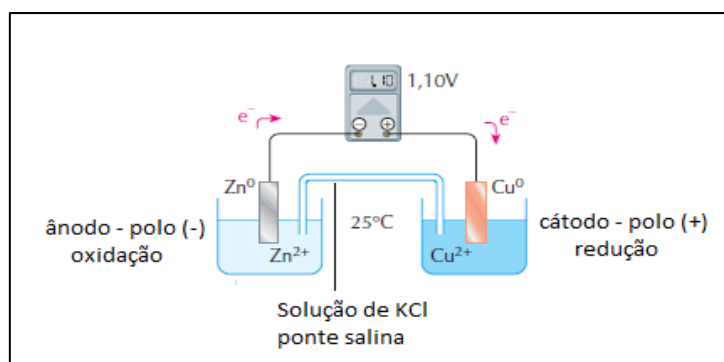 1,10
1,10V
e⁻
e⁻
Zn⁰
Cu⁰
ânodo - polo (-)
oxidação
25ºC
cátodo - polo (+)
redução
Zn²⁺
Cu²⁺
Solução de KCl
ponte salina